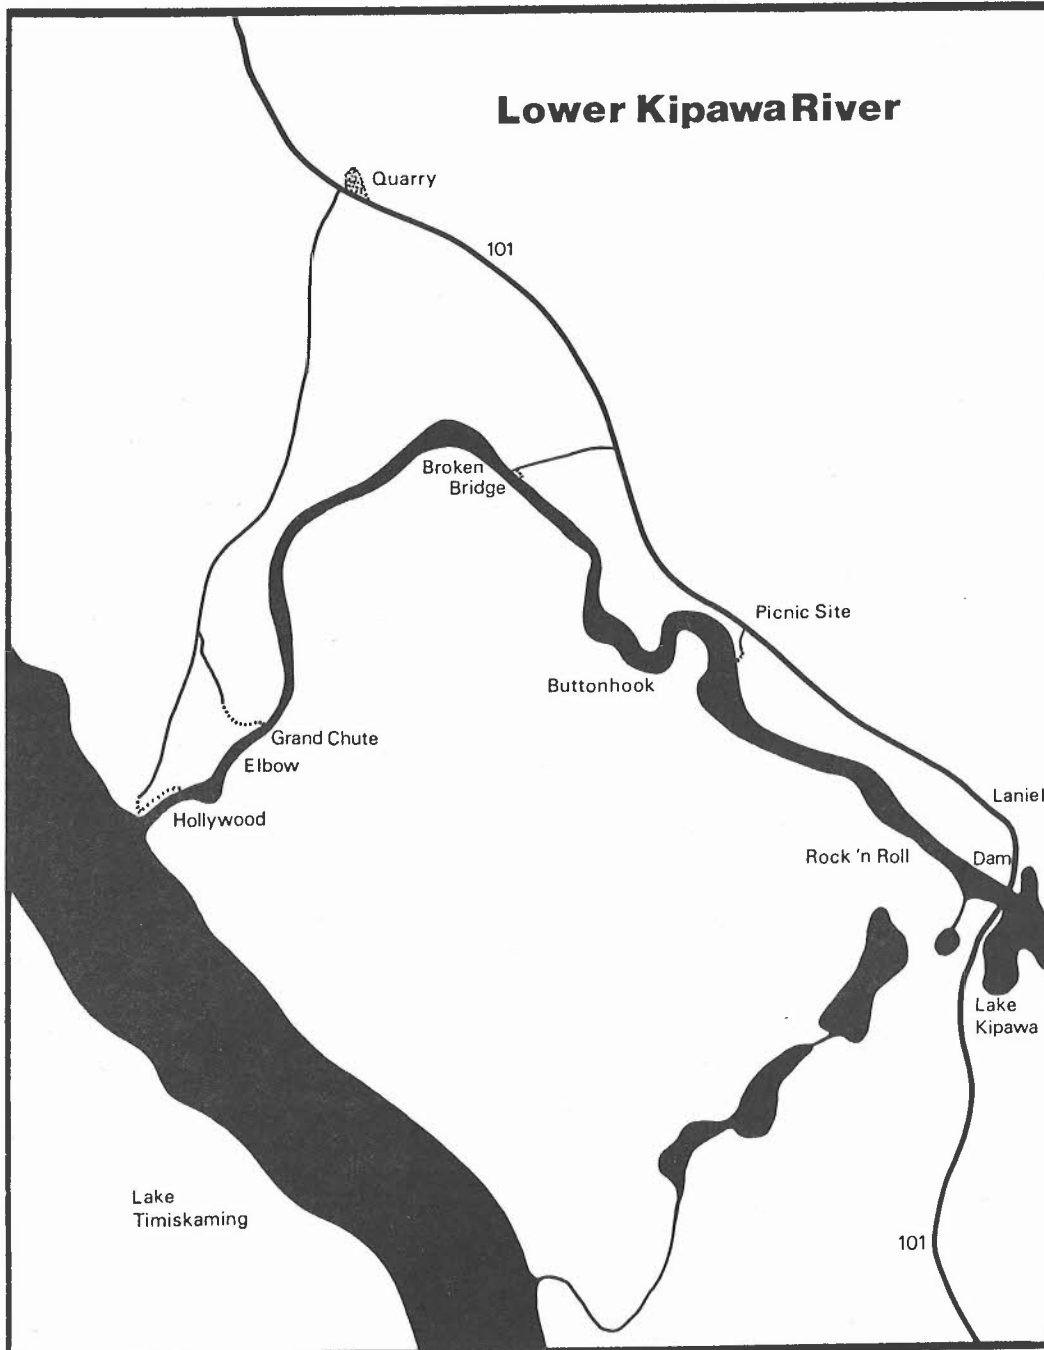 Lower Kipawa River
Quarry
101
Broken
Bridge
Picnic Site
Buttonhook
Grand Chute
Elbow
Hollywood
Laniel
Rock 'n Roll
Dam
Lake
Kipawa
Lake
Timiskaming
101